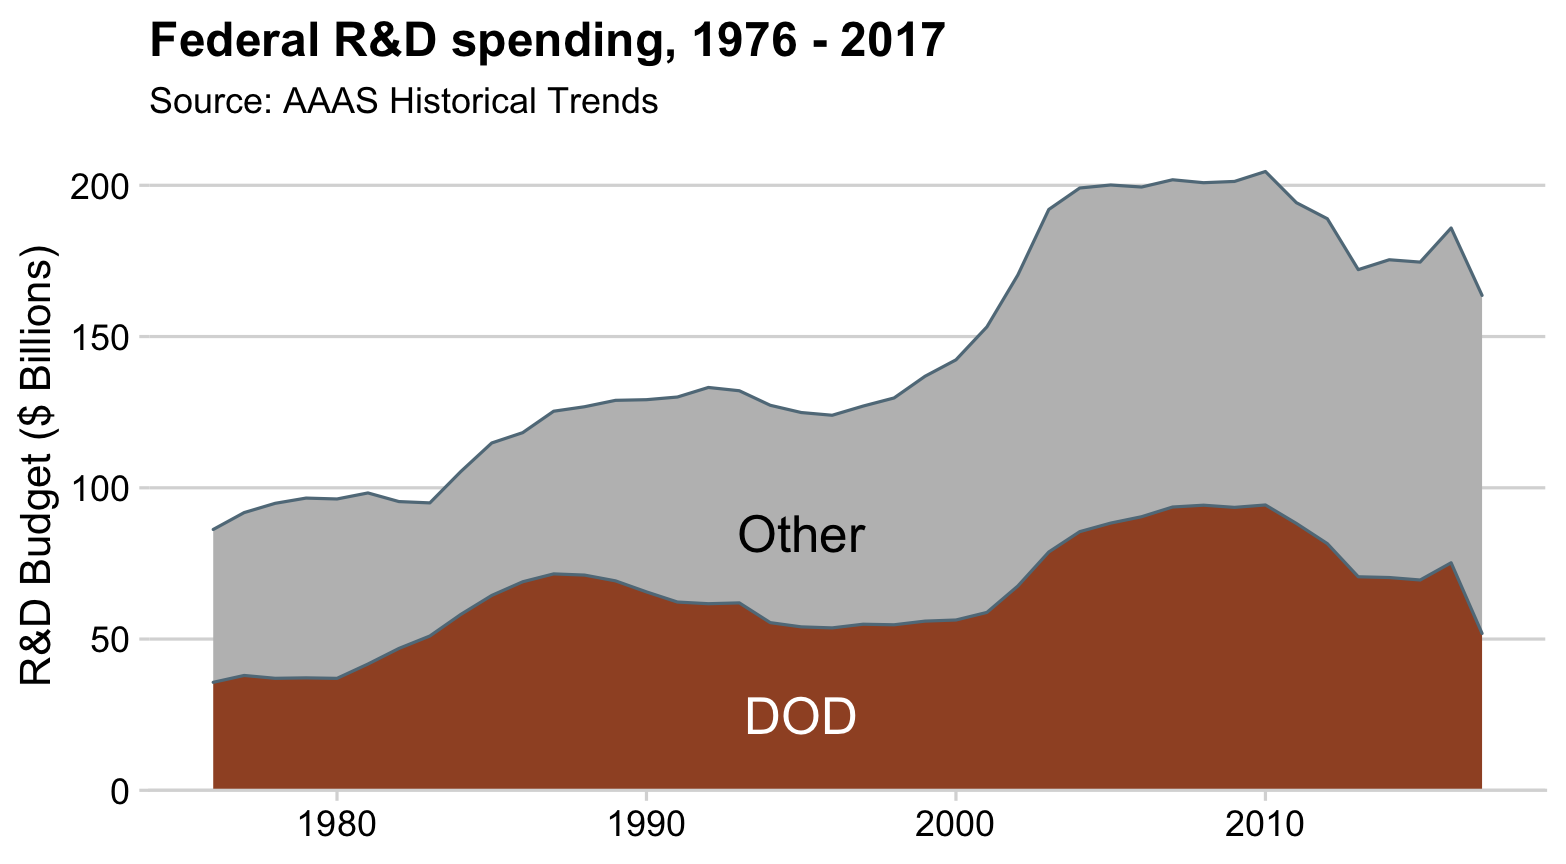 Federal R&D spending, 1976 - 2017
Source: AAAS Historical Trends
R&D Budget ($ Billions)
200
150
100
50
0
Other
DOD
1980 1990 2000 2010